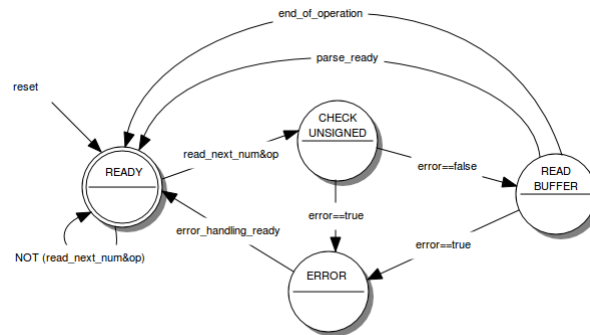 end_of_operation
parse_ready
reset
CHECK
UNSIGNED
read_next_num&op
READY
error==false
READ
BUFFER
error==true
error_handling_ready
error==true
NOT (read_next_num&op)
ERROR